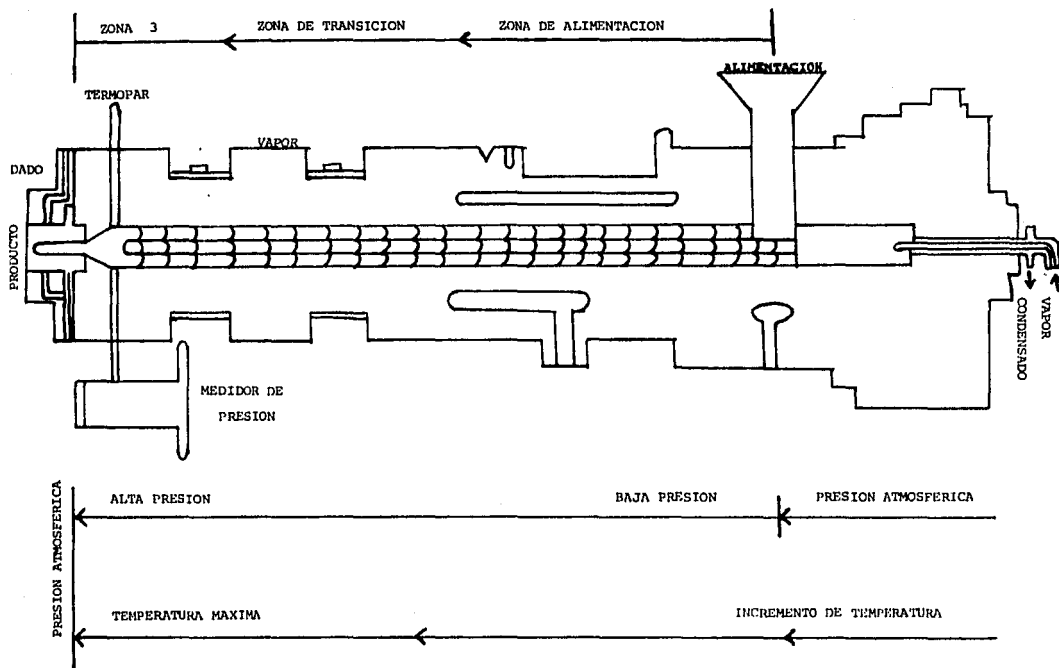 ZONA 3
ZONA DE TRANSICION
ZONA DE ALIMENTACION
ALIMENTACION
TERMOPAR
VAPOR
DADO
PRODUCTO
CONDENSADO
VAPOR
MEDIDOR DE
PRESION
ALTA PRESION
BAJA PRESION
PRESION ATMOSFERICA
PRESION ATMOSFERICA
TEMPERATURA MAXIMA
INCREMENTO DE TEMPERATURA